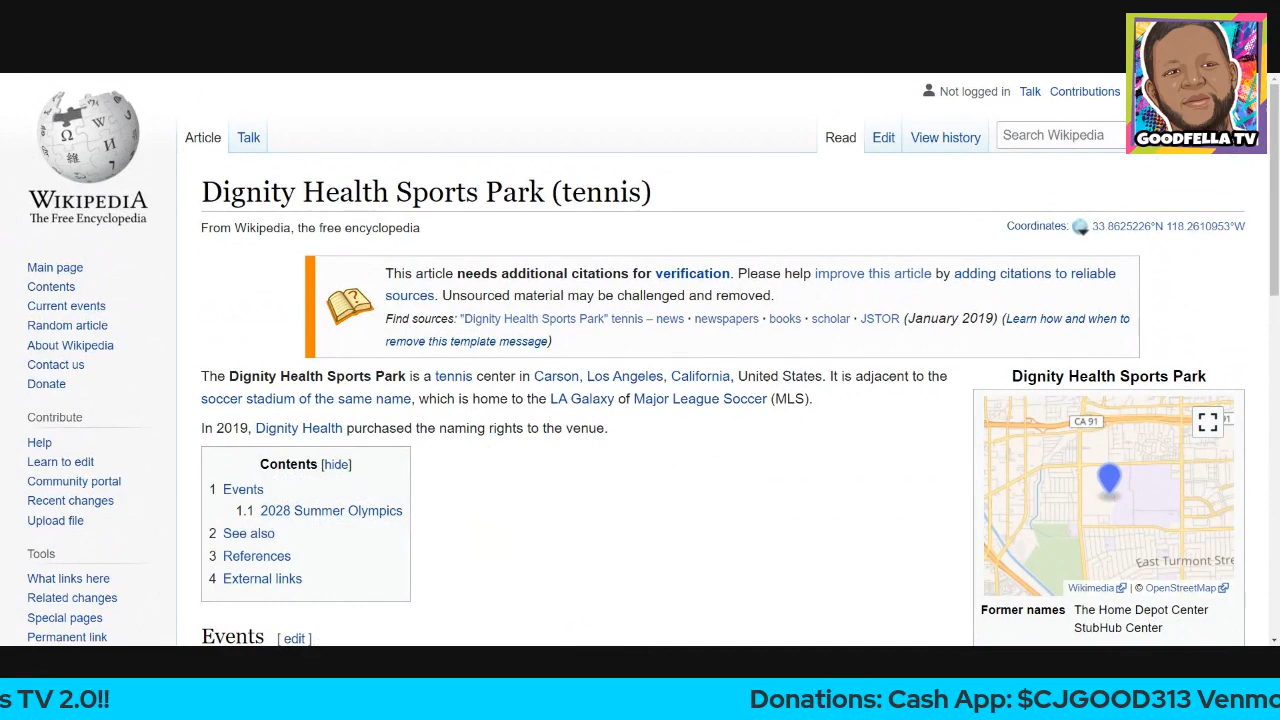 GOODFELLA TV
Not logged in Talk Contributions
Article Talk Read Edit View history Search Wikipedia
WIKIPEDIA
The Free Encyclopedia
Dignity Health Sports Park (tennis)
From Wikipedia, the free encyclopedia
Coordinates: 33.8625226°N 118.2610953°W
Main page
Contents
Current events
Random article
About Wikipedia
Contact us
Donate
Contribute
Help
Learn to edit
Community portal
Recent changes
Upload file
Tools
What links here
Related changes
Special pages
Permanent link
This article needs additional citations for verification. Please help improve this article by adding citations to reliable
sources. Unsourced material may be challenged and removed.
Find sources: "Dignity Health Sports Park" tennis – news · newspapers · books · scholar · JSTOR (January 2019) (Learn how and when to
remove this template message)
The Dignity Health Sports Park is a tennis center in Carson, Los Angeles, California, United States. It is adjacent to the
soccer stadium of the same name, which is home to the LA Galaxy of Major League Soccer (MLS).
In 2019, Dignity Health purchased the naming rights to the venue.
Contents [hide]
1 Events
1.1 2028 Summer Olympics
2 See also
3 References
4 External links
Events [ edit ]
Dignity Health Sports Park
CA 91
91
East Turmont Stre
Wikimedia | © OpenStreetMap
Former names The Home Depot Center
StubHub Center
s TV 2.0!! Donations: Cash App: $CJGOOD313 Venmo